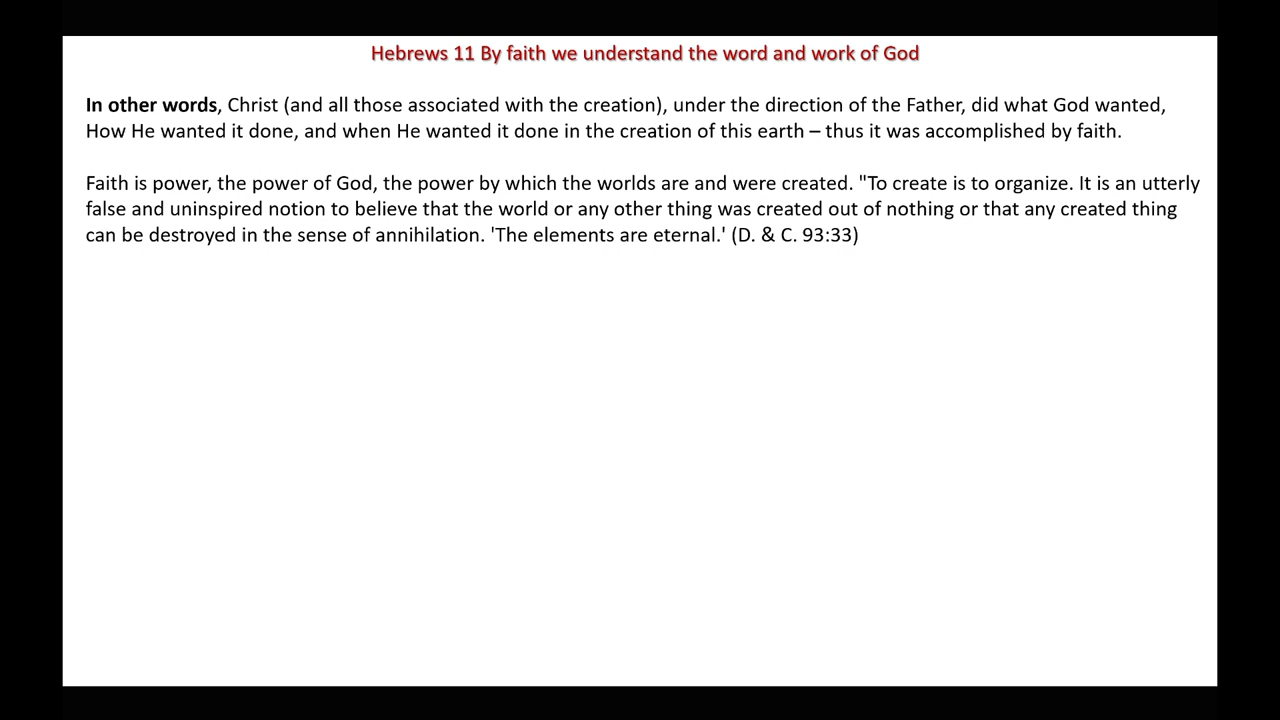 Hebrews 11 By faith we understand the word and work of God
In other words, Christ (and all those associated with the creation), under the direction of the Father, did what God wanted,
How He wanted it done, and when He wanted it done in the creation of this earth – thus it was accomplished by faith.
Faith is power, the power of God, the power by which the worlds are and were created. "To create is to organize. It is an utterly
false and uninspired notion to believe that the world or any other thing was created out of nothing or that any created thing
can be destroyed in the sense of annihilation. 'The elements are eternal.' (D. & C. 93:33)